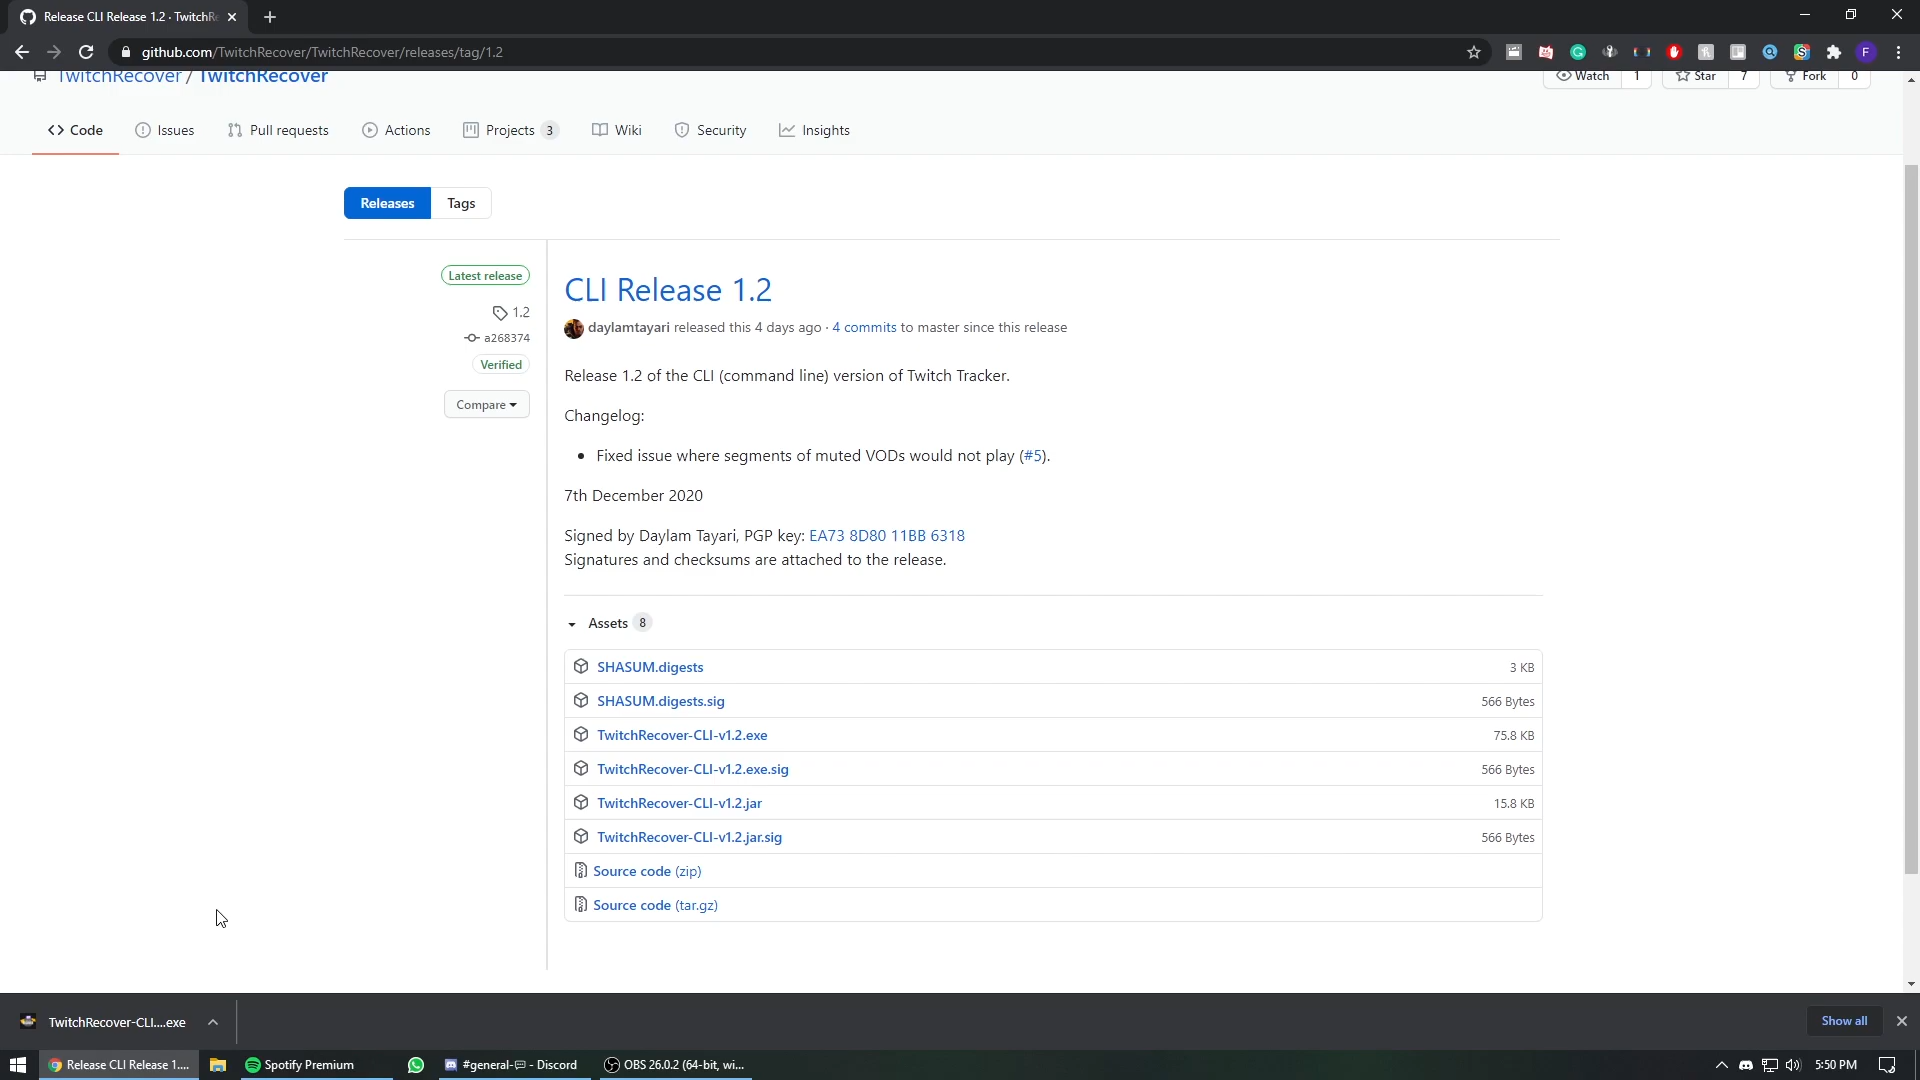 Release CLI Release 1.2 · TwitchRe
github.com/TwitchRecover/TwitchRecover/releases/tag/1.2
F
TwitchRecover / TwitchRecover
Watch 1
Star 7
Fork 0
Code
Issues
Pull requests
Actions
Projects 3
Wiki
Security
Insights
Releases
Tags
Latest release
1.2
a268374
Verified
Compare
CLI Release 1.2
daylamtayari released this 4 days ago · 4 commits to master since this release
Release 1.2 of the CLI (command line) version of Twitch Tracker.
Changelog:
• Fixed issue where segments of muted VODs would not play (#5).
7th December 2020
Signed by Daylam Tayari, PGP key: EA73 8D80 11BB 6318
Signatures and checksums are attached to the release.
Assets 8
SHASUM.digests 3 KB
SHASUM.digests.sig 566 Bytes
TwitchRecover-CLI-v1.2.exe 75.8 KB
TwitchRecover-CLI-v1.2.exe.sig 566 Bytes
TwitchRecover-CLI-v1.2.jar 15.8 KB
TwitchRecover-CLI-v1.2.jar.sig 566 Bytes
Source code (zip)
Source code (tar.gz)
TwitchRecover-CLI....exe
Show all
Release CLI Release 1....
Spotify Premium
#general-💬 - Discord
OBS 26.0.2 (64-bit, wi...
5:50 PM